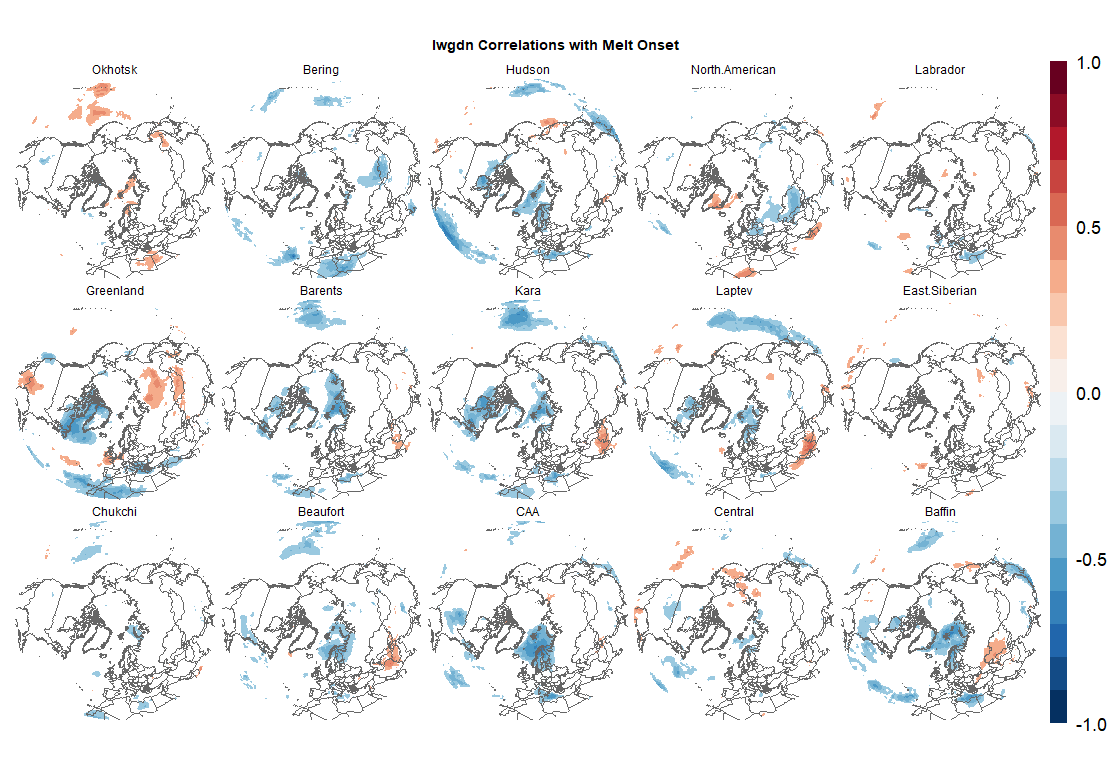 lwgdn Correlations with Melt Onset
Okhotsk
Bering
Hudson
North.American
Labrador
Greenland
Barents
Kara
Laptev
East.Siberian
Chukchi
Beaufort
CAA
Central
Baffin
1.0
0.5
0.0
-0.5
-1.0